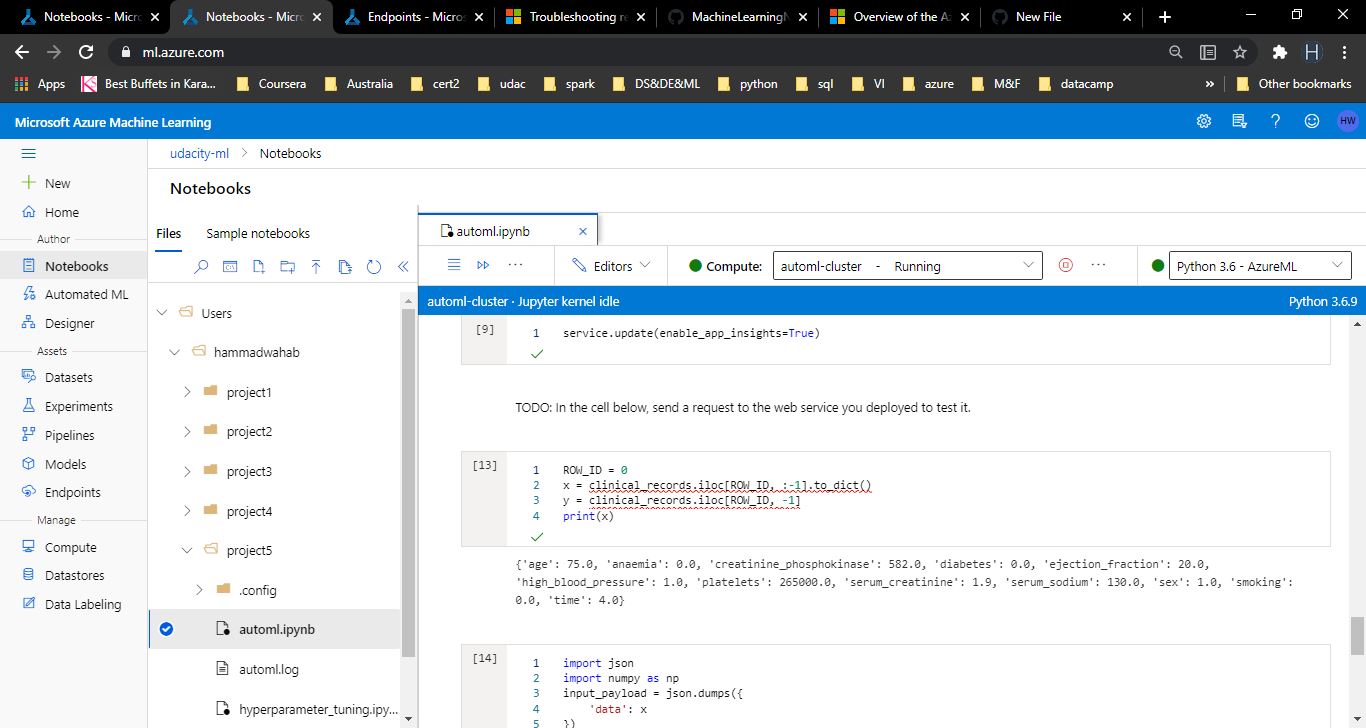 Notebooks - Micro
Notebooks - Micro
Endpoints - Micros
Troubleshooting re
MachineLearningN
Overview of the A
New File
ml.azure.com
Apps
Best Buffets in Kara...
Coursera
Australia
cert2
udac
spark
DS&DE&ML
python
sql
VI
azure
M&F
datacamp
»
Other bookmarks
Microsoft Azure Machine Learning
HW
udacity-ml > Notebooks
New
Home
Author
Notebooks
Automated ML
Designer
Assets
Datasets
Experiments
Pipelines
Models
Endpoints
Manage
Compute
Datastores
Data Labeling
Notebooks
Files
Sample notebooks
Users
hammadwahab
project1
project2
project3
project4
project5
.config
automl.ipynb
automl.log
hyperparameter_tuning.ipy...
automl.ipynb
Editors
Compute:
automl-cluster - Running
Python 3.6 - AzureML
automl-cluster · Jupyter kernel idle
Python 3.6.9
[9]
1 service.update(enable_app_insights=True)
TODO: In the cell below, send a request to the web service you deployed to test it.
[13]
1 ROW_ID = 0
2 x = clinical_records.iloc[ROW_ID, :-1].to_dict()
3 y = clinical_records.iloc[ROW_ID, -1]
4 print(x)
{'age': 75.0, 'anaemia': 0.0, 'creatinine_phosphokinase': 582.0, 'diabetes': 0.0, 'ejection_fraction': 20.0,
'high_blood_pressure': 1.0, 'platelets': 265000.0, 'serum_creatinine': 1.9, 'serum_sodium': 130.0, 'sex': 1.0, 'smoking':
0.0, 'time': 4.0}
[14]
1 import json
2 import numpy as np
3 input_payload = json.dumps({
4 'data': x
5 })